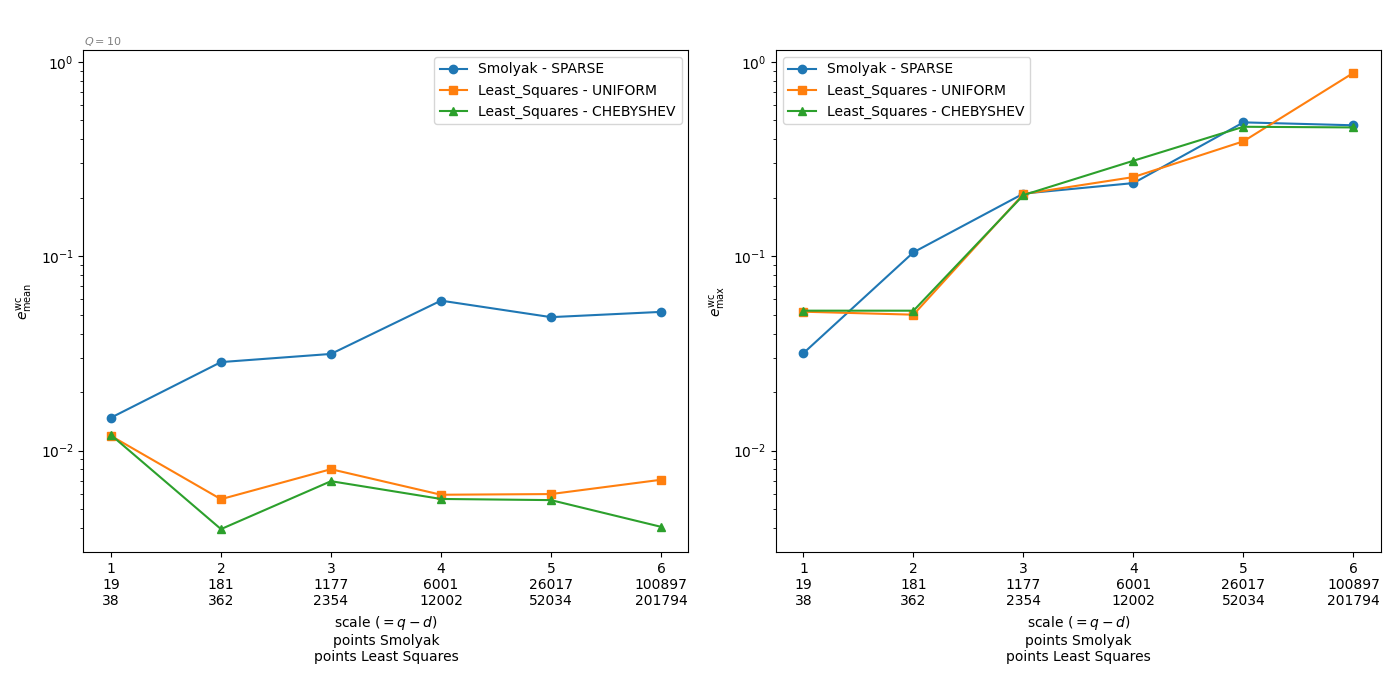 Q = 10
10^0
10^-1
10^-2
e^wc_mean
Smolyak - SPARSE
Least_Squares - UNIFORM
Least_Squares - CHEBYSHEV
1 2 3 4 5 6
19 181 1177 6001 26017 100897
38 362 2354 12002 52034 201794
scale (= q − d)
points Smolyak
points Least Squares
10^0
10^-1
10^-2
e^wc_max
Smolyak - SPARSE
Least_Squares - UNIFORM
Least_Squares - CHEBYSHEV
1 2 3 4 5 6
19 181 1177 6001 26017 100897
38 362 2354 12002 52034 201794
scale (= q − d)
points Smolyak
points Least Squares